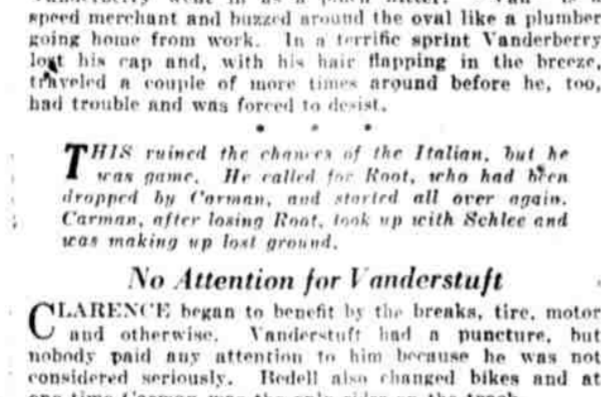 speed merchant and buzzed around the oval like a plumber
going home from work. In a terrific sprint Vanderberry
lost his cap and, with his hair flapping in the breeze,
traveled a couple of more times around before he, too,
had trouble and was forced to desist.
* * *
THIS ruined the chances of the Italian, but he
was game. He called for Root, who had been
dropped by Carman, and started all over again.
Carman, after losing Root, took up with Schlee and
was making up lost ground.
No Attention for Vanderstuft
CLARENCE began to benefit by the breaks, tire, motor
and otherwise. Vanderstuft had a puncture, but
nobody paid any attention to him because he was not
considered seriously. Bedell also changed bikes and at